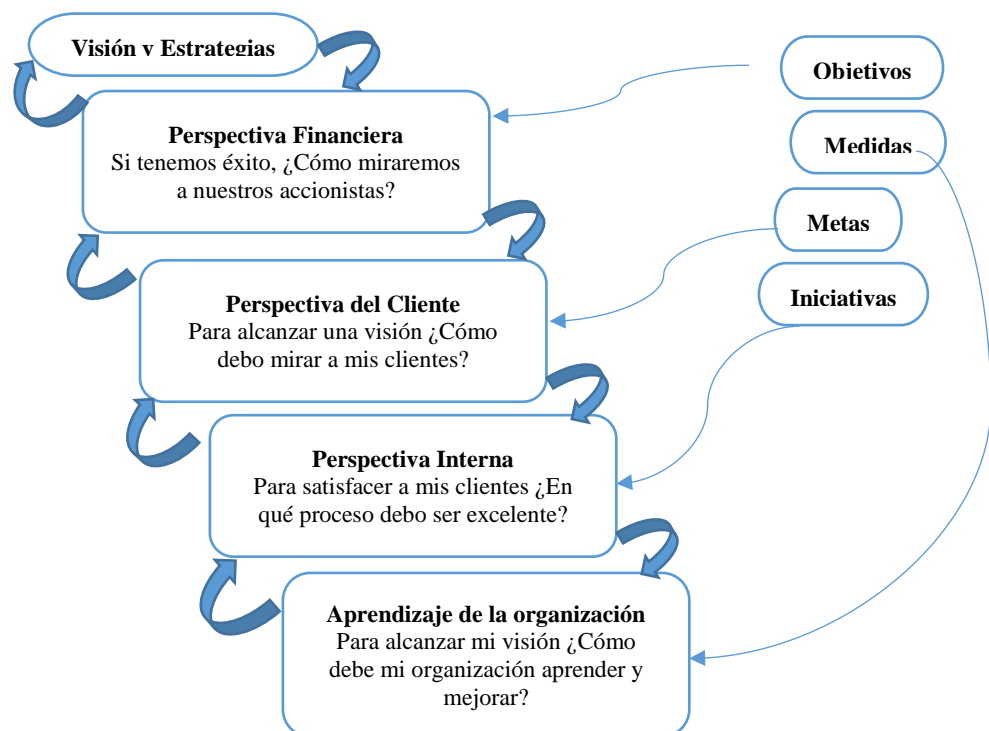 Visión y Estrategias
Perspectiva Financiera
Si tenemos éxito, ¿Cómo miraremos
a nuestros accionistas?
Perspectiva del Cliente
Para alcanzar una visión ¿Cómo
debo mirar a mis clientes?
Perspectiva Interna
Para satisfacer a mis clientes ¿En
qué proceso debo ser excelente?
Aprendizaje de la organización
Para alcanzar mi visión ¿Cómo
debe mi organización aprender y
mejorar?
Objetivos
Medidas
Metas
Iniciativas